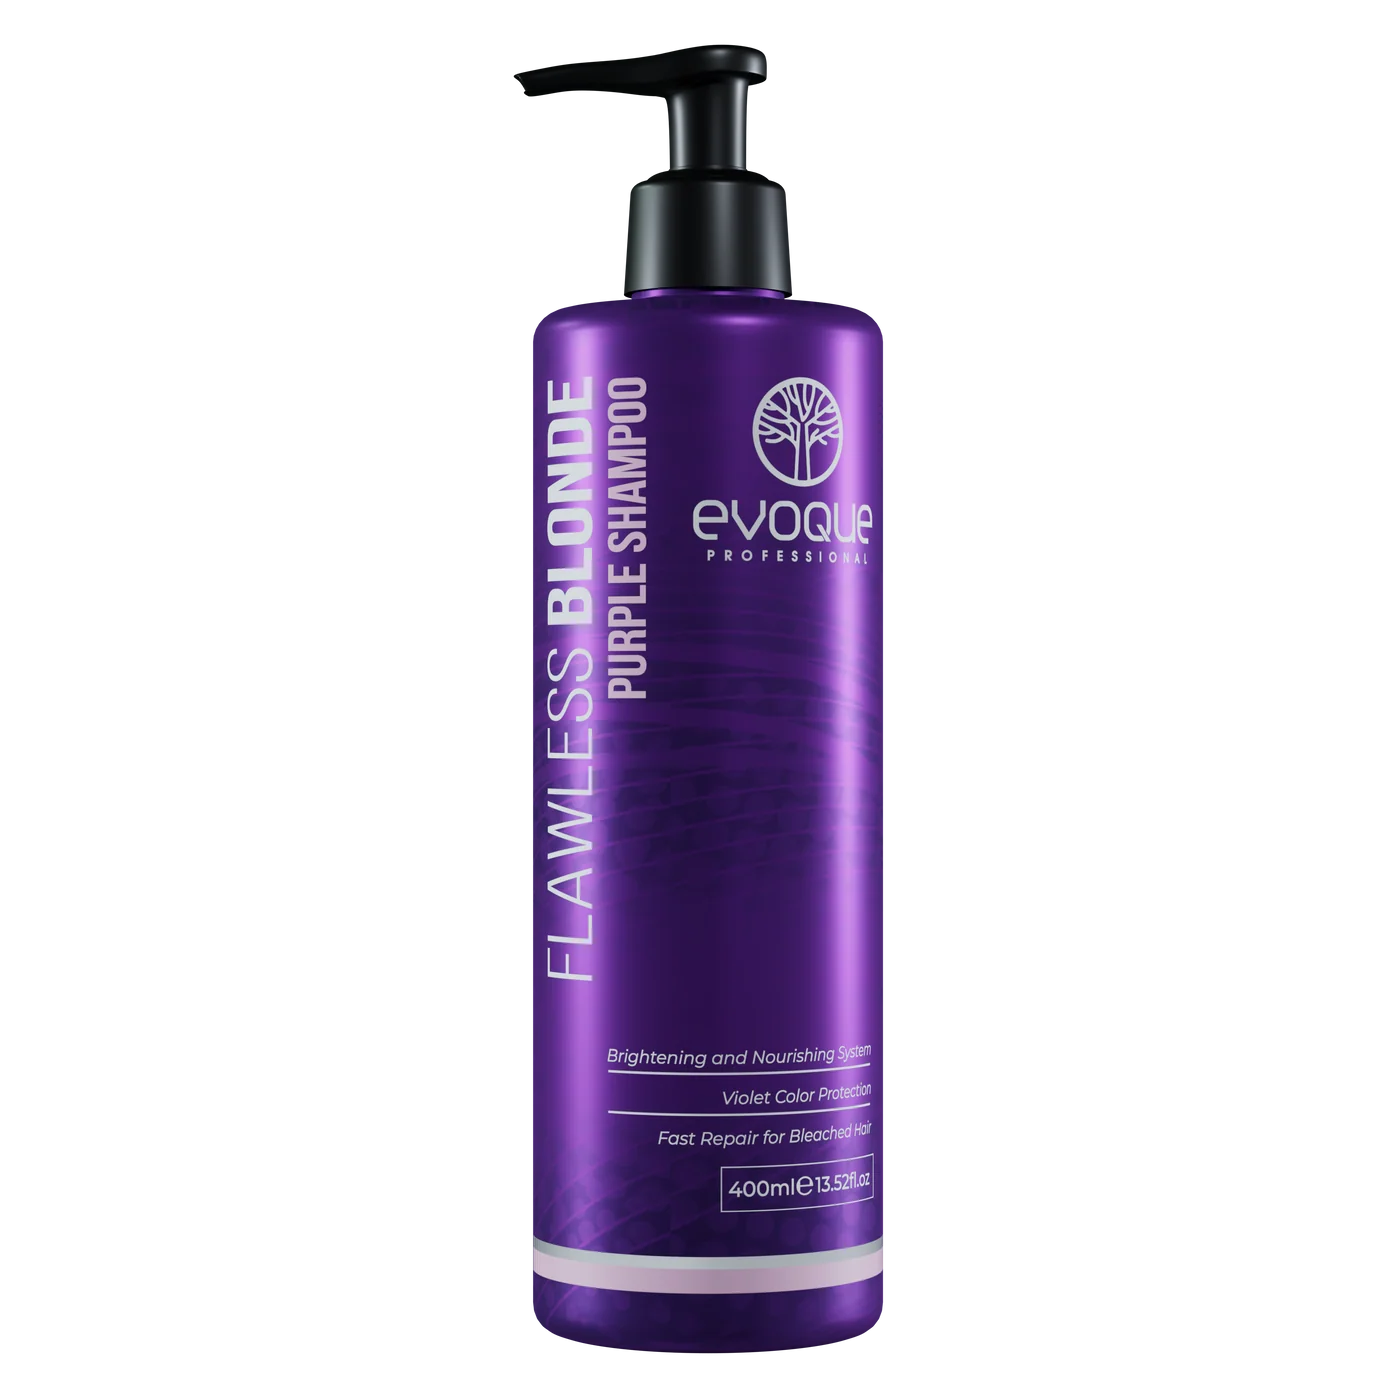 FLAWLESS BLONDE
PURPLE SHAMPOO
evoque
PROFESSIONAL
Brightening and Nourishing System
Violet Color Protection
Fast Repair for Bleached Hair
400ml℮13.52fl.oz